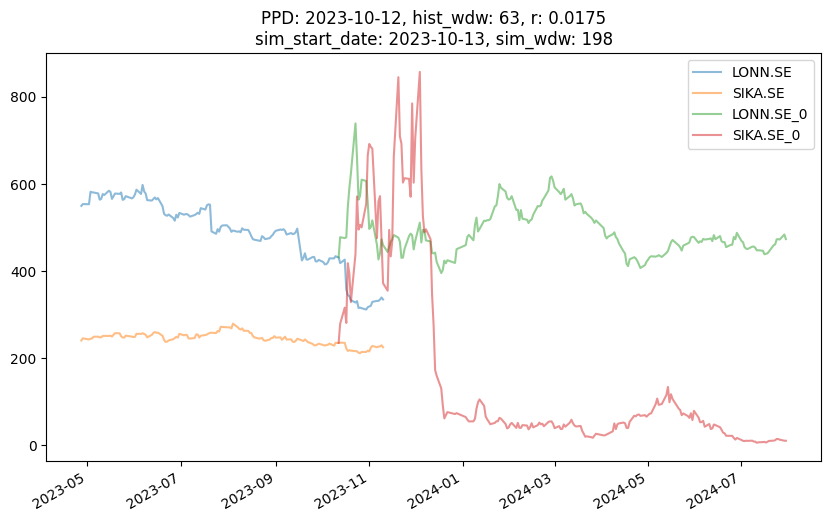 PPD: 2023-10-12, hist_wdw: 63, r: 0.0175
sim_start_date: 2023-10-13, sim_wdw: 198
LONN.SE
SIKA.SE
LONN.SE_0
SIKA.SE_0
800
600
400
200
0
2023-05
2023-07
2023-09
2023-11
2024-01
2024-03
2024-05
2024-07